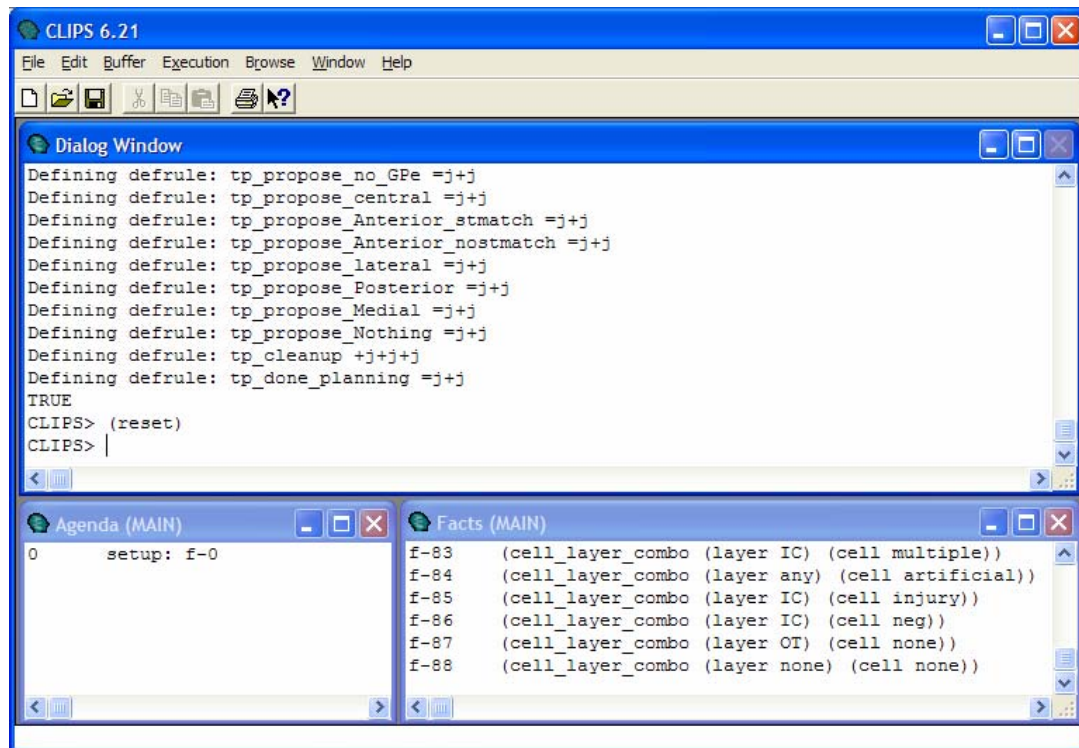 CLIPS 6.21
File Edit Buffer Execution Browse Window Help
Dialog Window
Defining defrule: tp_propose_no_GPe =j+j
Defining defrule: tp_propose_central =j+j
Defining defrule: tp_propose_Anterior_stmatch =j+j
Defining defrule: tp_propose_Anterior_nostmatch =j+j
Defining defrule: tp_propose_lateral =j+j
Defining defrule: tp_propose_Posterior =j+j
Defining defrule: tp_propose_Medial =j+j
Defining defrule: tp_propose_Nothing =j+j
Defining defrule: tp_cleanup +j+j+j
Defining defrule: tp_done_planning =j+j
TRUE
CLIPS> (reset)
CLIPS>
Agenda (MAIN)
0 setup: f-0
Facts (MAIN)
f-83 (cell_layer_combo (layer IC) (cell multiple))
f-84 (cell_layer_combo (layer any) (cell artificial))
f-85 (cell_layer_combo (layer IC) (cell injury))
f-86 (cell_layer_combo (layer IC) (cell neg))
f-87 (cell_layer_combo (layer OT) (cell none))
f-88 (cell_layer_combo (layer none) (cell none))